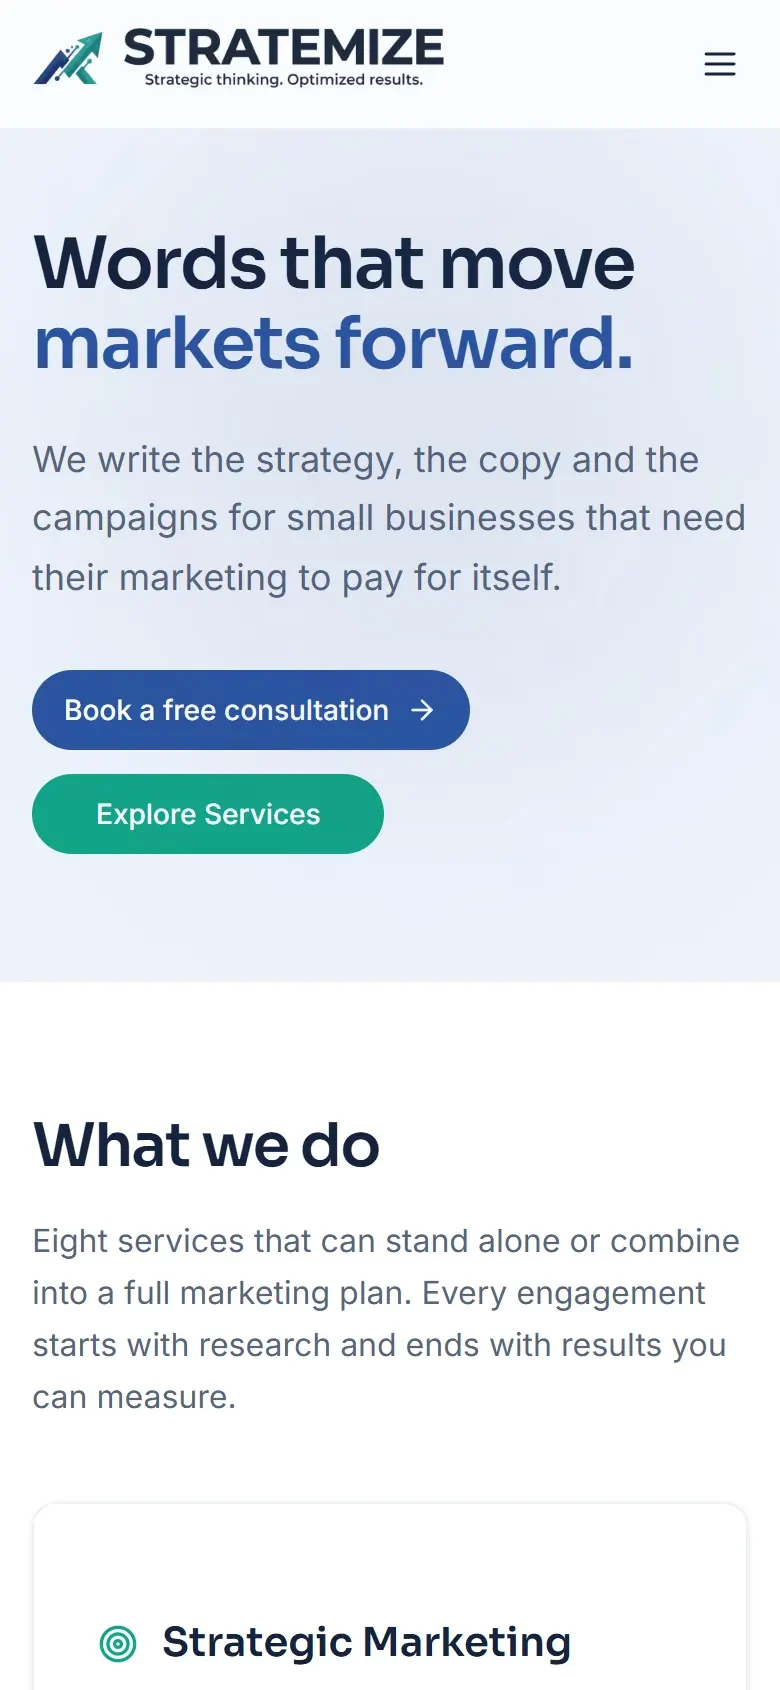 STRATEMIZE
Strategic thinking. Optimized results.
Words that move
markets forward.
We write the strategy, the copy and the
campaigns for small businesses that need
their marketing to pay for itself.
Book a free consultation →
Explore Services
What we do
Eight services that can stand alone or combine
into a full marketing plan. Every engagement
starts with research and ends with results you
can measure.
Strategic Marketing